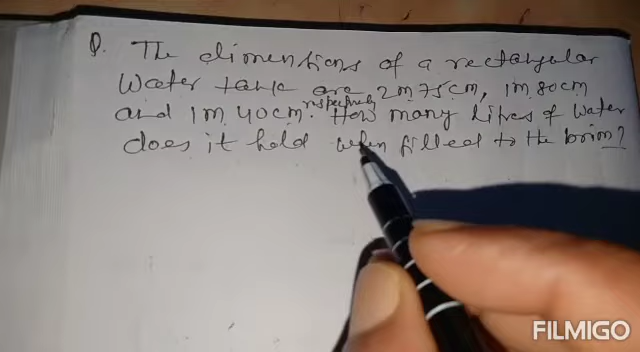 Q. The dimensions of a rectangular
water tank are 2m 75cm, 1m 80cm
and 1m 40cm. respectively How many litres of water
does it hold when filled to the brim?
FILMIGO